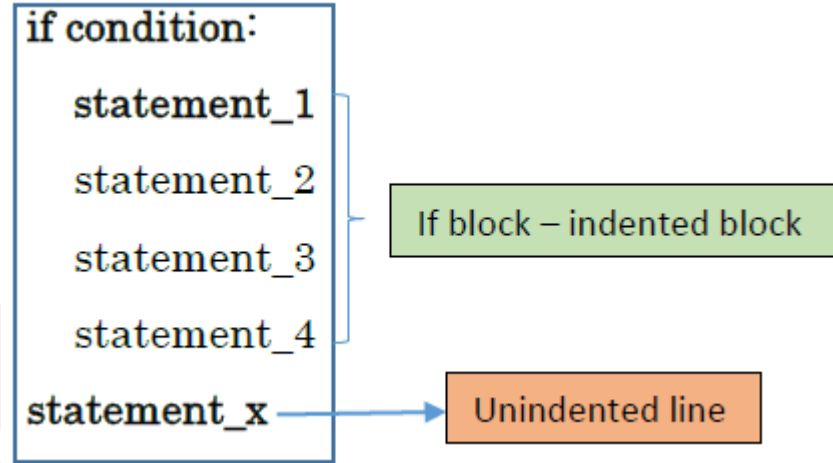 if condition:
statement_1
statement_2
statement_3
statement_4
statement_x
If block – indented block
Unindented line